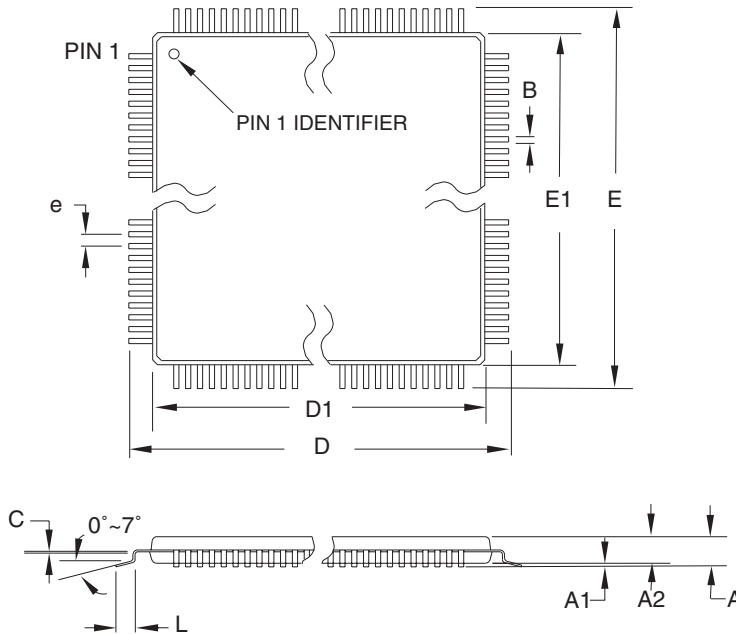 PIN 1
PIN 1 IDENTIFIER
B
e
E1
E
D1
D
C
0°~7°
L
A1
A2
A